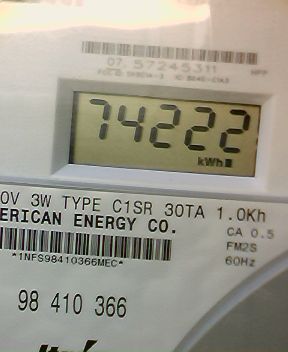 07 57245311
74222
kWh
0V 3W TYPE C1SR 30TA 1.0Kh
ERICAN ENERGY CO.
CA 0.5
FM2S
60Hz
*1NFS98410366MEC*
98 410 366